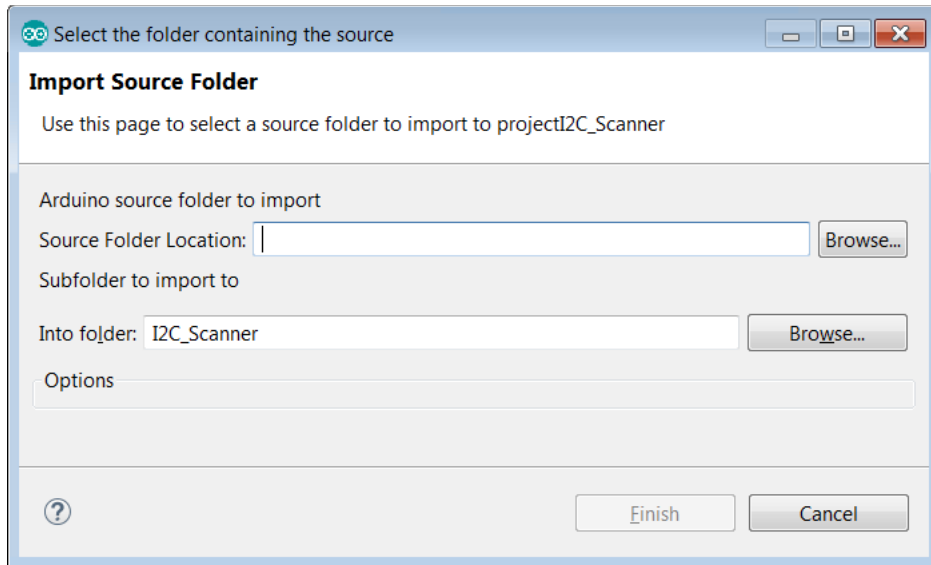 Select the folder containing the source
Import Source Folder
Use this page to select a source folder to import to projectI2C_Scanner
Arduino source folder to import
Source Folder Location: Browse...
Subfolder to import to
Into folder: I2C_Scanner Browse...
Options
? Finish Cancel